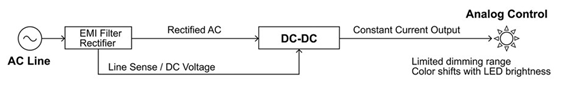 Analog Control
EMI Filter
Rectifier
Rectified AC
DC-DC
Constant Current Output
AC Line
Line Sense / DC Voltage
Limited dimming range
Color shifts with LED brightness